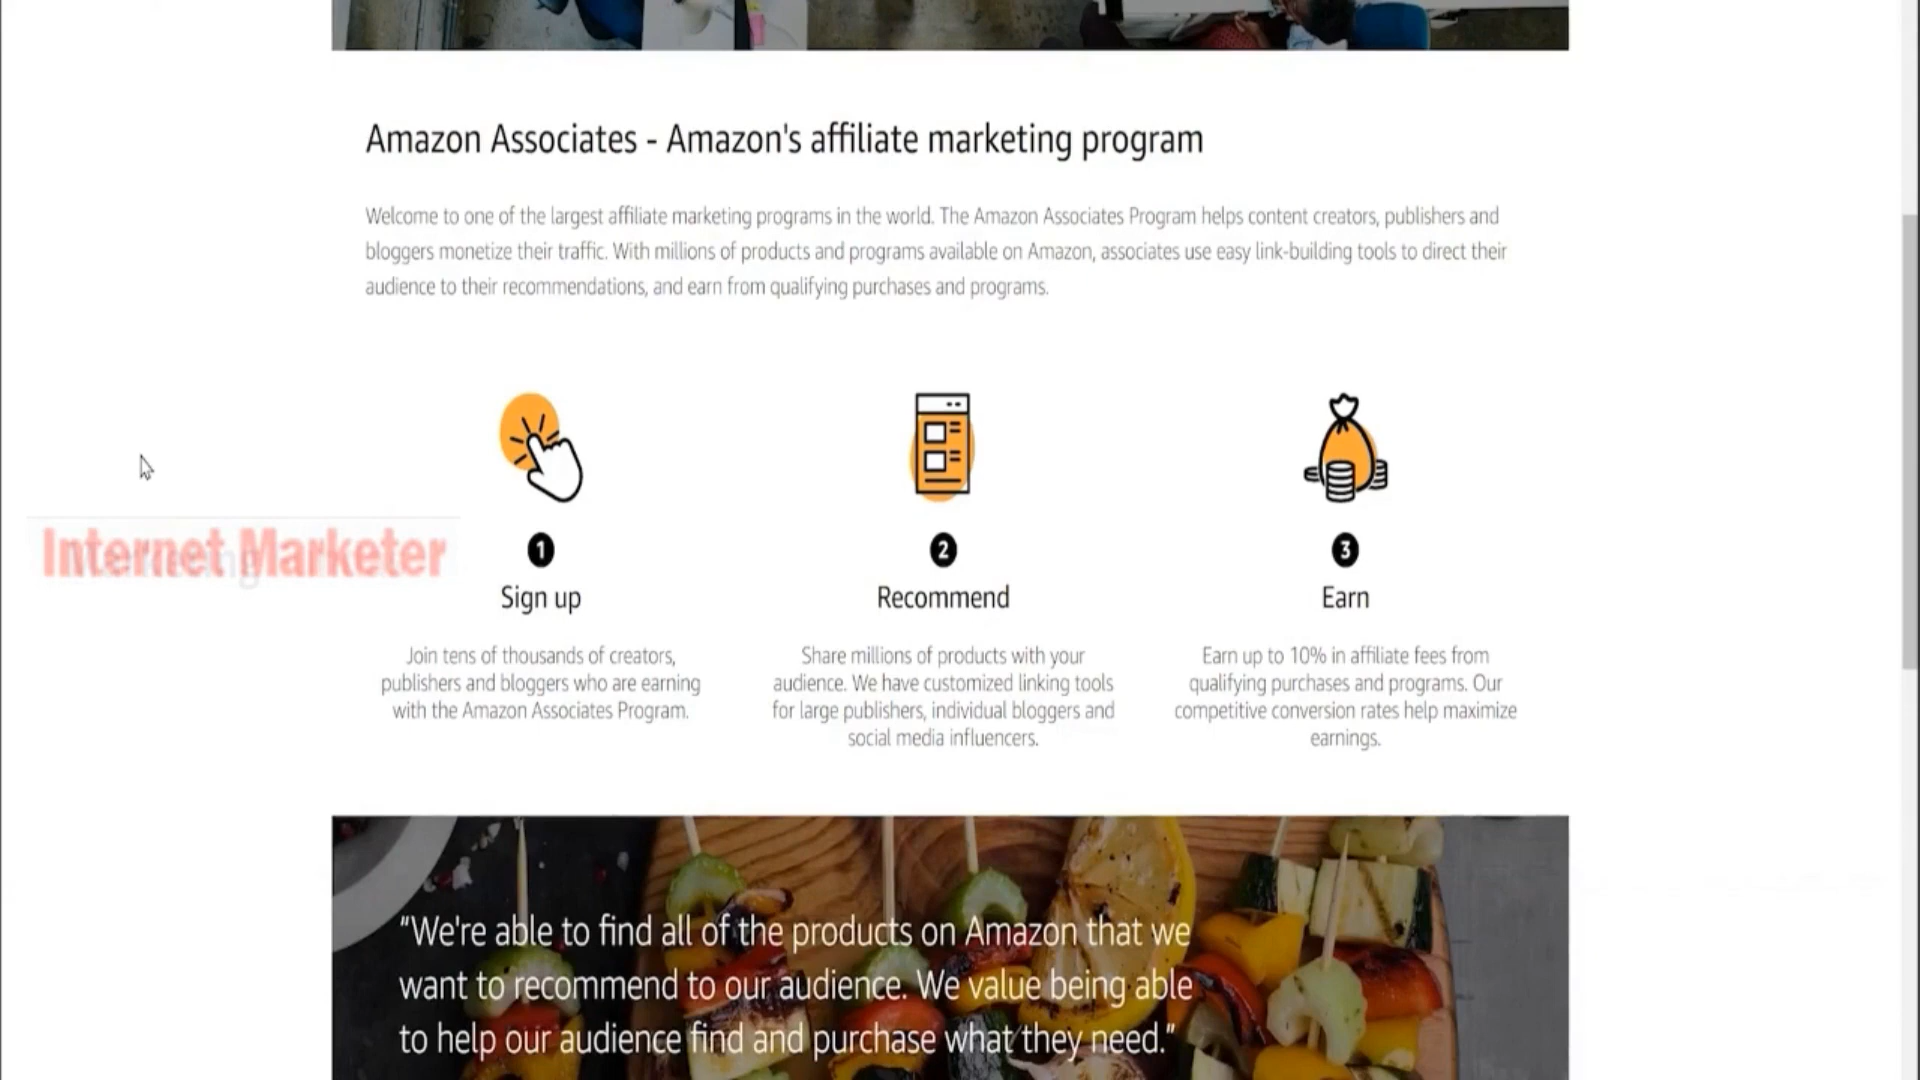 Amazon Associates - Amazon's affiliate marketing program
Welcome to one of the largest affiliate marketing programs in the world. The Amazon Associates Program helps content creators, publishers and
bloggers monetize their traffic. With millions of products and programs available on Amazon, associates use easy link-building tools to direct their
audience to their recommendations, and earn from qualifying purchases and programs.
Internet Marketer
1
Sign up
Join tens of thousands of creators,
publishers and bloggers who are earning
with the Amazon Associates Program.
2
Recommend
Share millions of products with your
audience. We have customized linking tools
for large publishers, individual bloggers and
social media influencers.
3
Earn
Earn up to 10% in affiliate fees from
qualifying purchases and programs. Our
competitive conversion rates help maximize
earnings.
“We're able to find all of the products on Amazon that we
want to recommend to our audience. We value being able
to help our audience find and purchase what they need.”